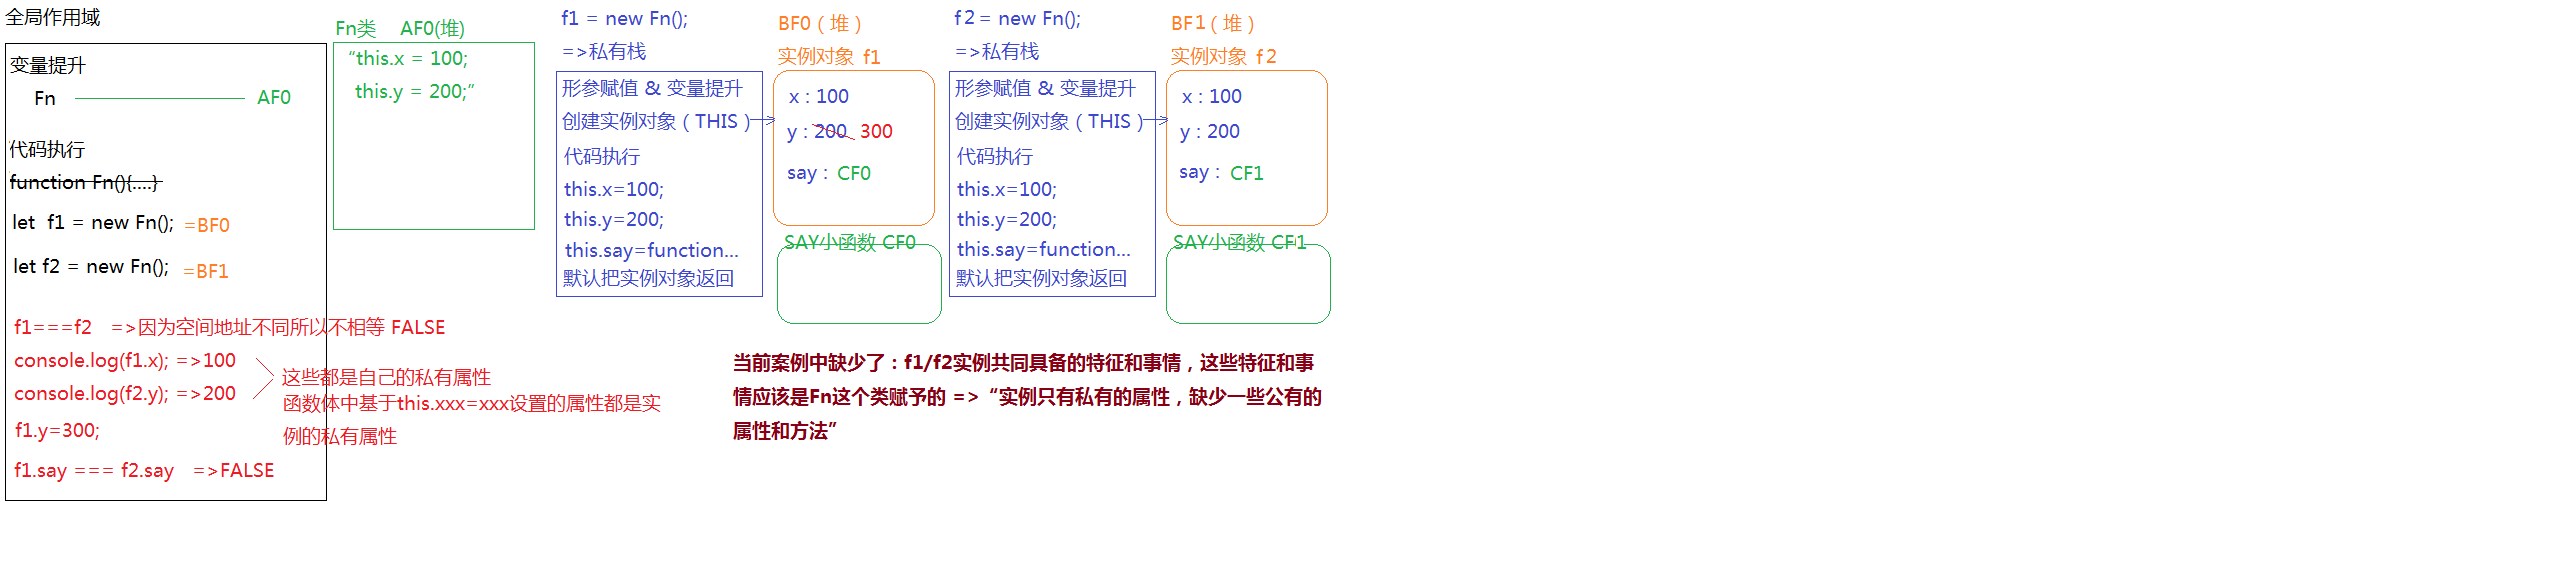 全局作用域
变量提升
Fn AF0
代码执行
function Fn(){....}
let f1 = new Fn(); =BF0
let f2 = new Fn(); =BF1
f1===f2 =>因为空间地址不同所以不相等 FALSE
console.log(f1.x); =>100
console.log(f2.y); =>200
这些都是自己的私有属性
函数体中基于this.xxx=xxx设置的属性都是实
例的私有属性
f1.y=300;
f1.say === f2.say =>FALSE
Fn类 AF0(堆)
“this.x = 100;
this.y = 200;”
f1 = new Fn();
=>私有栈
形参赋值 & 变量提升
创建实例对象（THIS）
代码执行
this.x=100;
this.y=200;
this.say=function...
默认把实例对象返回
BF0（堆）
实例对象 f1
x : 100
y : 200 300
say : CF0
SAY小函数 CF0
f2 = new Fn();
=>私有栈
形参赋值 & 变量提升
创建实例对象（THIS）
代码执行
this.x=100;
this.y=200;
this.say=function...
默认把实例对象返回
BF1（堆）
实例对象 f2
x : 100
y : 200
say : CF1
SAY小函数 CF1
当前案例中缺少了：f1/f2实例共同具备的特征和事情，这些特征和事
情应该是Fn这个类赋予的 =>“实例只有私有的属性，缺少一些公有的
属性和方法”